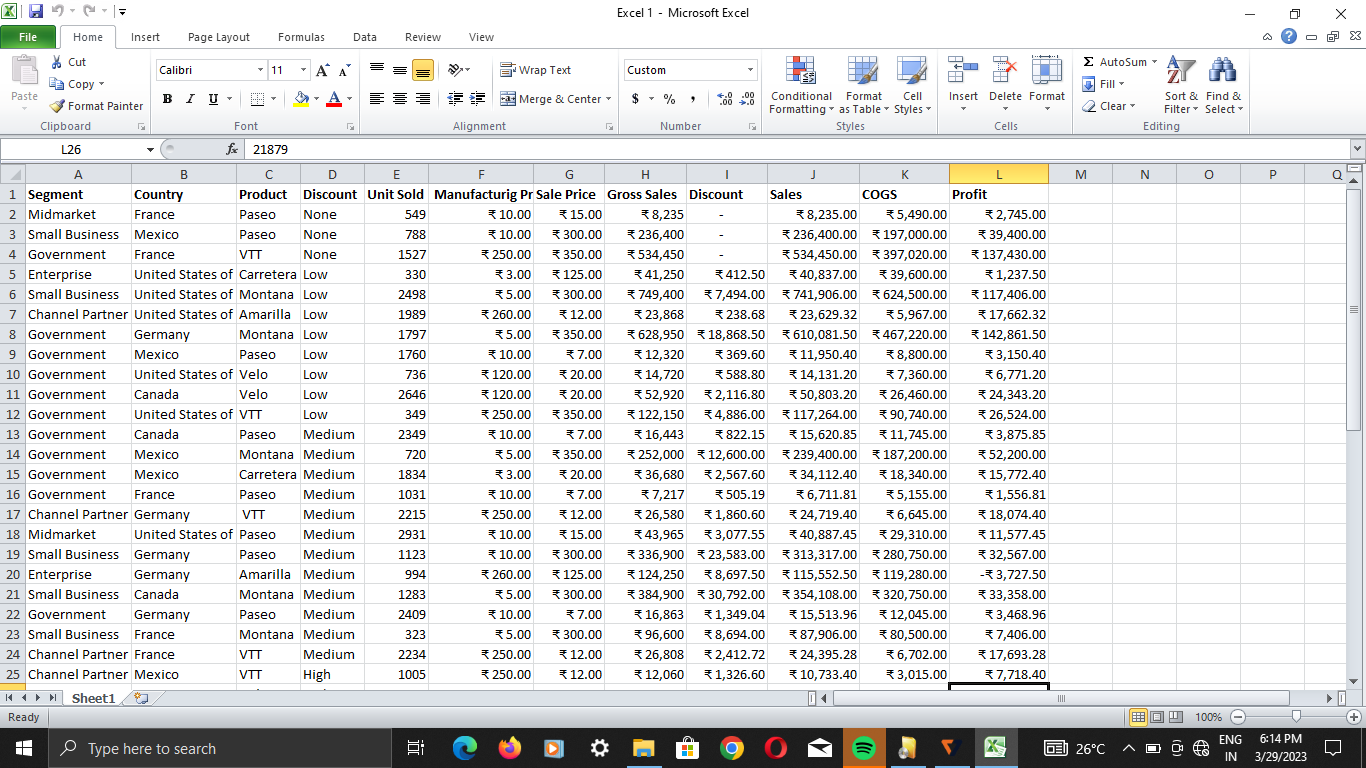 Excel 1 - Microsoft Excel
File Home Insert Page Layout Formulas Data Review View
Paste Cut Copy Format Painter Clipboard
Calibri 11 B I U Font
Wrap Text Merge & Center Alignment
Custom $ % , Number
Conditional Formatting Format as Table Cell Styles Styles
Insert Delete Format Cells
Σ AutoSum Fill Clear Sort & Filter Find & Select Editing
L26 fx 21879
A B C D E F G H I J K L M N O P Q
1 Segment Country Product Discount Unit Sold Manufacturig Pr Sale Price Gross Sales Discount Sales COGS Profit
2 Midmarket France Paseo None 549 ₹ 10.00 ₹ 15.00 ₹ 8,235 - ₹ 8,235.00 ₹ 5,490.00 ₹ 2,745.00
3 Small Business Mexico Paseo None 788 ₹ 10.00 ₹ 300.00 ₹ 236,400 - ₹ 236,400.00 ₹ 197,000.00 ₹ 39,400.00
4 Government France VTT None 1527 ₹ 250.00 ₹ 350.00 ₹ 534,450 - ₹ 534,450.00 ₹ 397,020.00 ₹ 137,430.00
5 Enterprise United States of Carretera Low 330 ₹ 3.00 ₹ 125.00 ₹ 41,250 ₹ 412.50 ₹ 40,837.00 ₹ 39,600.00 ₹ 1,237.50
6 Small Business United States of Montana Low 2498 ₹ 5.00 ₹ 300.00 ₹ 749,400 ₹ 7,494.00 ₹ 741,906.00 ₹ 624,500.00 ₹ 117,406.00
7 Channel Partner United States of Amarilla Low 1989 ₹ 260.00 ₹ 12.00 ₹ 23,868 ₹ 238.68 ₹ 23,629.32 ₹ 5,967.00 ₹ 17,662.32
8 Government Germany Montana Low 1797 ₹ 5.00 ₹ 350.00 ₹ 628,950 ₹ 18,868.50 ₹ 610,081.50 ₹ 467,220.00 ₹ 142,861.50
9 Government Mexico Paseo Low 1760 ₹ 10.00 ₹ 7.00 ₹ 12,320 ₹ 369.60 ₹ 11,950.40 ₹ 8,800.00 ₹ 3,150.40
10 Government United States of Velo Low 736 ₹ 120.00 ₹ 20.00 ₹ 14,720 ₹ 588.80 ₹ 14,131.20 ₹ 7,360.00 ₹ 6,771.20
11 Government Canada Velo Low 2646 ₹ 120.00 ₹ 20.00 ₹ 52,920 ₹ 2,116.80 ₹ 50,803.20 ₹ 26,460.00 ₹ 24,343.20
12 Government United States of VTT Low 349 ₹ 250.00 ₹ 350.00 ₹ 122,150 ₹ 4,886.00 ₹ 117,264.00 ₹ 90,740.00 ₹ 26,524.00
13 Government Canada Paseo Medium 2349 ₹ 10.00 ₹ 7.00 ₹ 16,443 ₹ 822.15 ₹ 15,620.85 ₹ 11,745.00 ₹ 3,875.85
14 Government Mexico Montana Medium 720 ₹ 5.00 ₹ 350.00 ₹ 252,000 ₹ 12,600.00 ₹ 239,400.00 ₹ 187,200.00 ₹ 52,200.00
15 Government Mexico Carretera Medium 1834 ₹ 3.00 ₹ 20.00 ₹ 36,680 ₹ 2,567.60 ₹ 34,112.40 ₹ 18,340.00 ₹ 15,772.40
16 Government France Paseo Medium 1031 ₹ 10.00 ₹ 7.00 ₹ 7,217 ₹ 505.19 ₹ 6,711.81 ₹ 5,155.00 ₹ 1,556.81
17 Channel Partner Germany VTT Medium 2215 ₹ 250.00 ₹ 12.00 ₹ 26,580 ₹ 1,860.60 ₹ 24,719.40 ₹ 6,645.00 ₹ 18,074.40
18 Midmarket United States of Paseo Medium 2931 ₹ 10.00 ₹ 15.00 ₹ 43,965 ₹ 3,077.55 ₹ 40,887.45 ₹ 29,310.00 ₹ 11,577.45
19 Small Business Germany Paseo Medium 1123 ₹ 10.00 ₹ 300.00 ₹ 336,900 ₹ 23,583.00 ₹ 313,317.00 ₹ 280,750.00 ₹ 32,567.00
20 Enterprise Germany Amarilla Medium 994 ₹ 260.00 ₹ 125.00 ₹ 124,250 ₹ 8,697.50 ₹ 115,552.50 ₹ 119,280.00 -₹ 3,727.50
21 Small Business Canada Montana Medium 1283 ₹ 5.00 ₹ 300.00 ₹ 384,900 ₹ 30,792.00 ₹ 354,108.00 ₹ 320,750.00 ₹ 33,358.00
22 Government Germany Paseo Medium 2409 ₹ 10.00 ₹ 7.00 ₹ 16,863 ₹ 1,349.04 ₹ 15,513.96 ₹ 12,045.00 ₹ 3,468.96
23 Small Business France Montana Medium 323 ₹ 5.00 ₹ 300.00 ₹ 96,600 ₹ 8,694.00 ₹ 87,906.00 ₹ 80,500.00 ₹ 7,406.00
24 Channel Partner France VTT Medium 2234 ₹ 250.00 ₹ 12.00 ₹ 26,808 ₹ 2,412.72 ₹ 24,395.28 ₹ 6,702.00 ₹ 17,693.28
25 Channel Partner Mexico VTT High 1005 ₹ 250.00 ₹ 12.00 ₹ 12,060 ₹ 1,326.60 ₹ 10,733.40 ₹ 3,015.00 ₹ 7,718.40
Sheet1
Ready 100%
Type here to search 26°C ENG IN 6:14 PM 3/29/2023